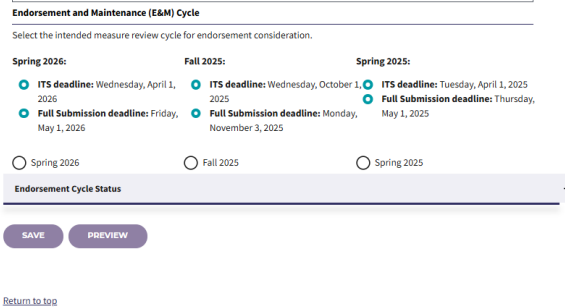 Endorsement and Maintenance (E&M) Cycle
Select the intended measure review cycle for endorsement consideration.
Spring 2026:
ITS deadline: Wednesday, April 1,
2026
Full Submission deadline: Friday,
May 1, 2026
Fall 2025:
ITS deadline: Wednesday, October 1,
2025
Full Submission deadline: Monday,
November 3, 2025
Spring 2025:
ITS deadline: Tuesday, April 1, 2025
Full Submission deadline: Thursday,
May 1, 2025
Spring 2026
Fall 2025
Spring 2025
Endorsement Cycle Status
SAVE
PREVIEW
Return to top